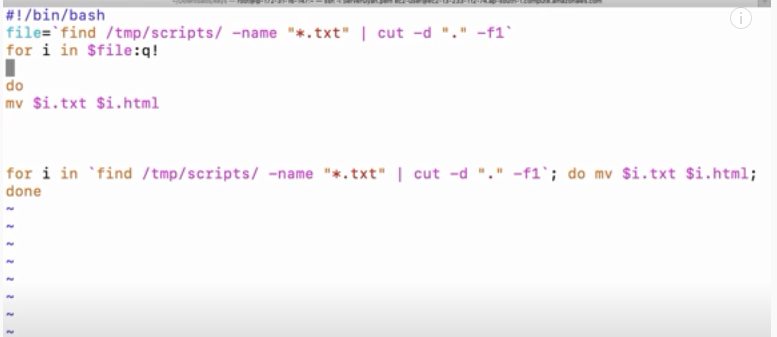 #!/bin/bash
file=`find /tmp/scripts/ -name "*.txt" | cut -d "." -f1`
for i in $file:q!
do
mv $i.txt $i.html
for i in `find /tmp/scripts/ -name "*.txt" | cut -d "." -f1`; do mv $i.txt $i.html;
done
~
~
~
~
~
~
~
~